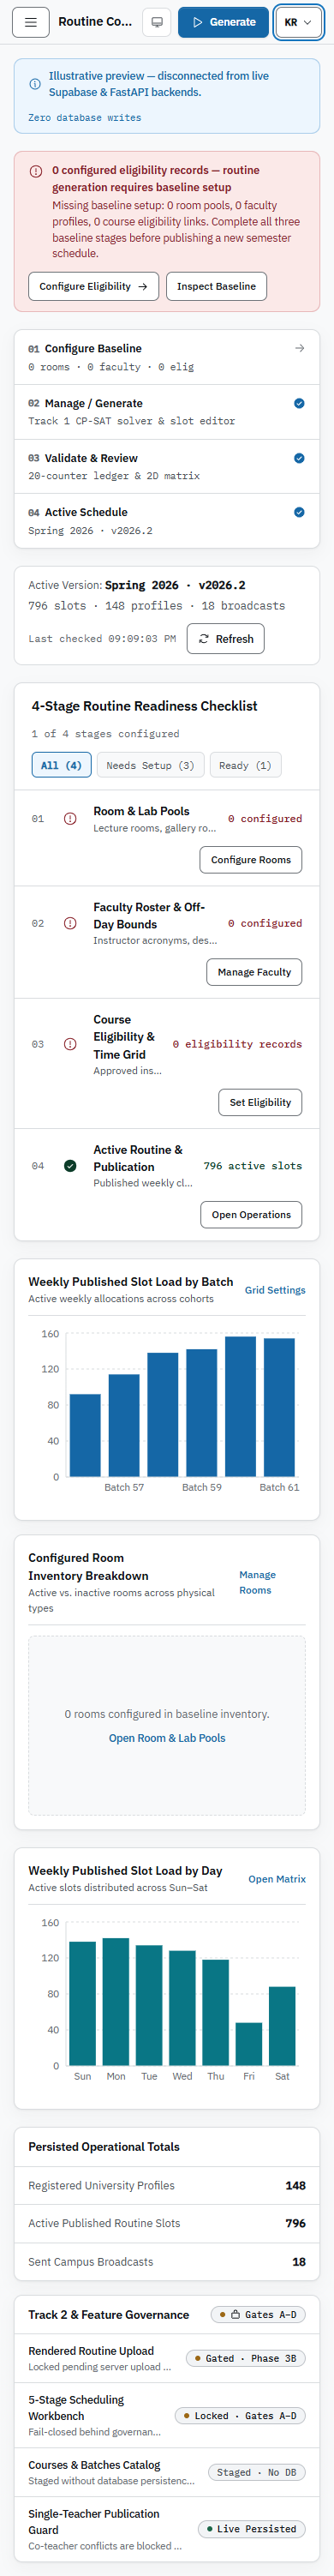 Routine Co...
Generate
KR
Illustrative preview — disconnected from live
Supabase & FastAPI backends.
Zero database writes
0 configured eligibility records — routine
generation requires baseline setup
Missing baseline setup: 0 room pools, 0 faculty
profiles, 0 course eligibility links. Complete all three
baseline stages before publishing a new semester
schedule.
Configure Eligibility →
Inspect Baseline
01 Configure Baseline
0 rooms · 0 faculty · 0 elig
02 Manage / Generate
Track 1 CP-SAT solver & slot editor
03 Validate & Review
20-counter ledger & 2D matrix
04 Active Schedule
Spring 2026 · v2026.2
Active Version: Spring 2026 · v2026.2
796 slots · 148 profiles · 18 broadcasts
Last checked 09:09:03 PM
Refresh
4-Stage Routine Readiness Checklist
1 of 4 stages configured
All (4)
Needs Setup (3)
Ready (1)
01
Room & Lab Pools
Lecture rooms, gallery ro...
0 configured
Configure Rooms
02
Faculty Roster & Off-
Day Bounds
Instructor acronyms, des...
0 configured
Manage Faculty
03
Course
Eligibility &
Time Grid
Approved ins...
0 eligibility records
Set Eligibility
04
Active Routine &
Publication
Published weekly cl...
796 active slots
Open Operations
Weekly Published Slot Load by Batch
Active weekly allocations across cohorts
Grid Settings
160
120
80
40
0
Batch 57
Batch 59
Batch 61
Configured Room
Inventory Breakdown
Active vs. inactive rooms across physical
types
Manage
Rooms
0 rooms configured in baseline inventory.
Open Room & Lab Pools
Weekly Published Slot Load by Day
Active slots distributed across Sun–Sat
Open Matrix
160
120
80
40
0
Sun Mon Tue Wed Thu Fri Sat
Persisted Operational Totals
Registered University Profiles 148
Active Published Routine Slots 796
Sent Campus Broadcasts 18
Track 2 & Feature Governance
Gates A–D
Rendered Routine Upload
Locked pending server upload ...
Gated · Phase 3B
5-Stage Scheduling
Workbench
Fail-closed behind governan...
Locked · Gates A–D
Courses & Batches Catalog
Staged without database persistenc...
Staged · No DB
Single-Teacher Publication
Guard
Co-teacher conflicts are blocked ...
Live Persisted